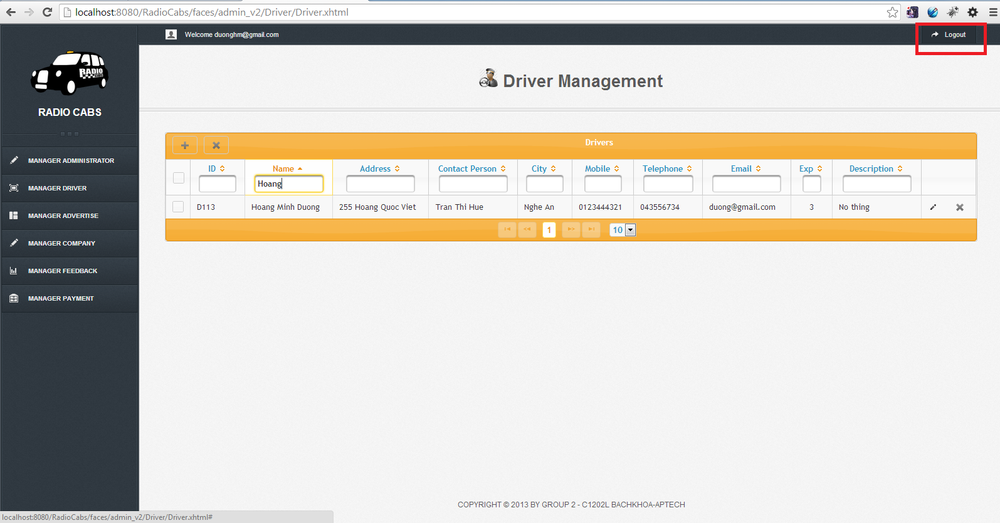 localhost:8080/RadioCabs/faces/admin_v2/Driver/Driver.xhtml
Welcome duonghm@gmail.com
Logout
RADIO
CABS
RADIO CABS
Driver Management
MANAGER ADMINISTRATOR
MANAGER DRIVER
MANAGER ADVERTISE
MANAGER COMPANY
MANAGER FEEDBACK
MANAGER PAYMENT
Drivers
ID Name Address Contact Person City Mobile Telephone Email Exp Description
Hoang
D113 Hoang Minh Duong 255 Hoang Quoc Viet Tran Thi Hue Nghe An 0123444321 043556734 duong@gmail.com 3 No thing
1 10
COPYRIGHT © 2013 BY GROUP 2 - C1202L BACHKHOA-APTECH
localhost:8080/RadioCabs/faces/admin_v2/Driver/Driver.xhtml#